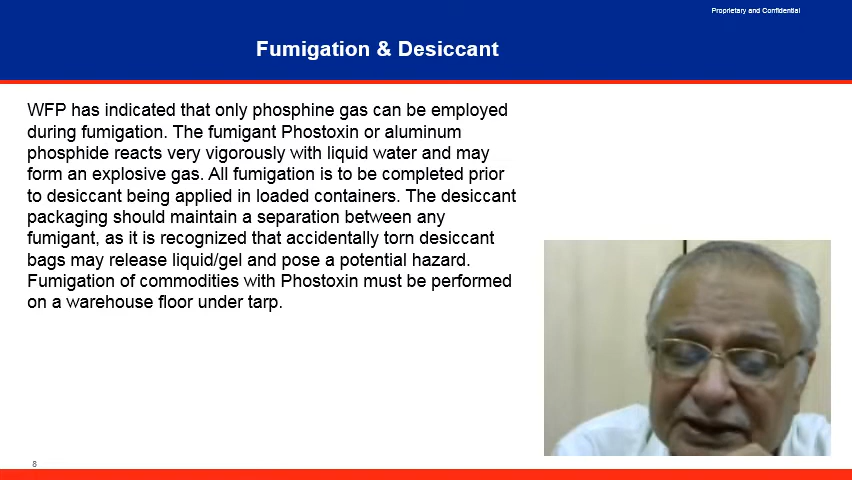 Proprietary and Confidential
Fumigation & Desiccant
WFP has indicated that only phosphine gas can be employed
during fumigation. The fumigant Phostoxin or aluminum
phosphide reacts very vigorously with liquid water and may
form an explosive gas. All fumigation is to be completed prior
to desiccant being applied in loaded containers. The desiccant
packaging should maintain a separation between any
fumigant, as it is recognized that accidentally torn desiccant
bags may release liquid/gel and pose a potential hazard.
Fumigation of commodities with Phostoxin must be performed
on a warehouse floor under tarp.
8